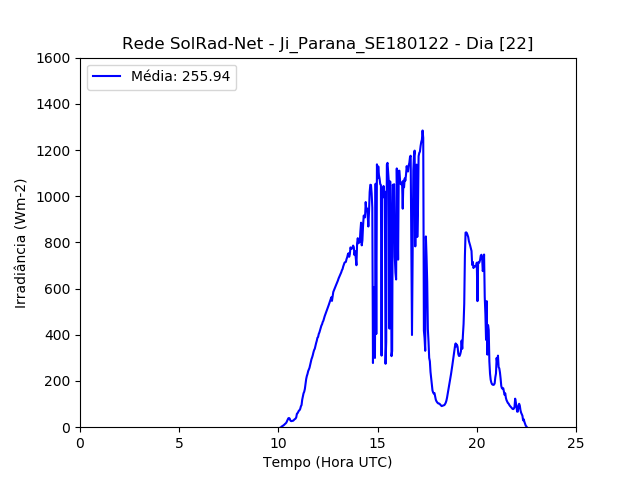 Rede SolRad-Net - Ji_Parana_SE180122 - Dia [22]
Média: 255.94
1600
1400
1200
1000
800
600
400
200
0
Irradiância (Wm-2)
0 5 10 15 20 25
Tempo (Hora UTC)